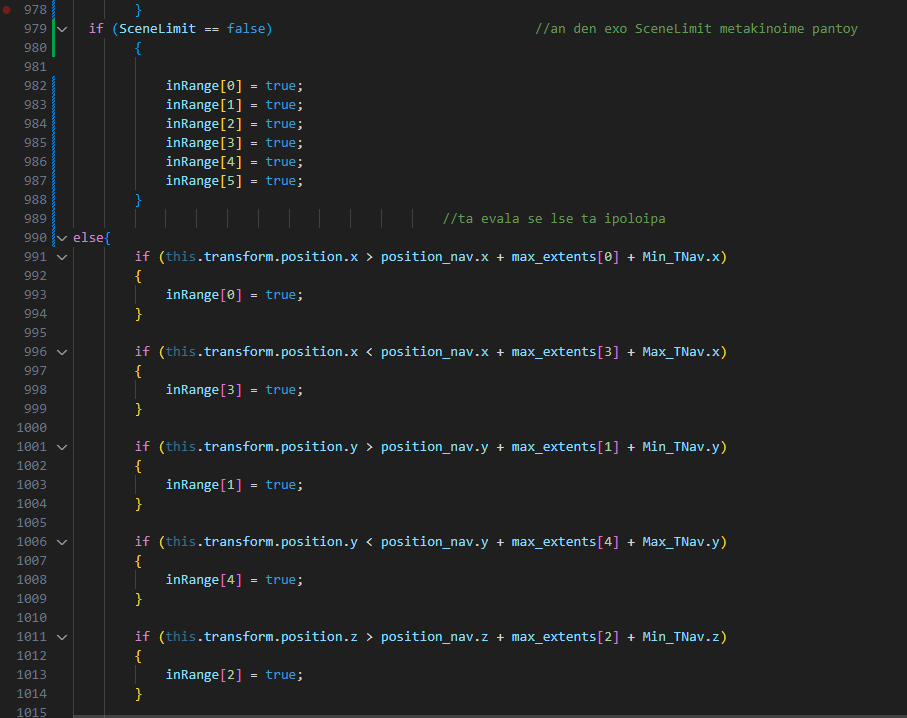 978 }
979 if (SceneLimit == false) //an den exo SceneLimit metakinoime pantoy
980 {
981
982 inRange[0] = true;
983 inRange[1] = true;
984 inRange[2] = true;
985 inRange[3] = true;
986 inRange[4] = true;
987 inRange[5] = true;
988 }
989 //ta evala se lse ta ipoloipa
990 else{
991 if (this.transform.position.x > position_nav.x + max_extents[0] + Min_TNav.x)
992 {
993 inRange[0] = true;
994 }
995
996 if (this.transform.position.x < position_nav.x + max_extents[3] + Max_TNav.x)
997 {
998 inRange[3] = true;
999 }
1000
1001 if (this.transform.position.y > position_nav.y + max_extents[1] + Min_TNav.y)
1002 {
1003 inRange[1] = true;
1004 }
1005
1006 if (this.transform.position.y < position_nav.y + max_extents[4] + Max_TNav.y)
1007 {
1008 inRange[4] = true;
1009 }
1010
1011 if (this.transform.position.z > position_nav.z + max_extents[2] + Min_TNav.z)
1012 {
1013 inRange[2] = true;
1014 }
1015